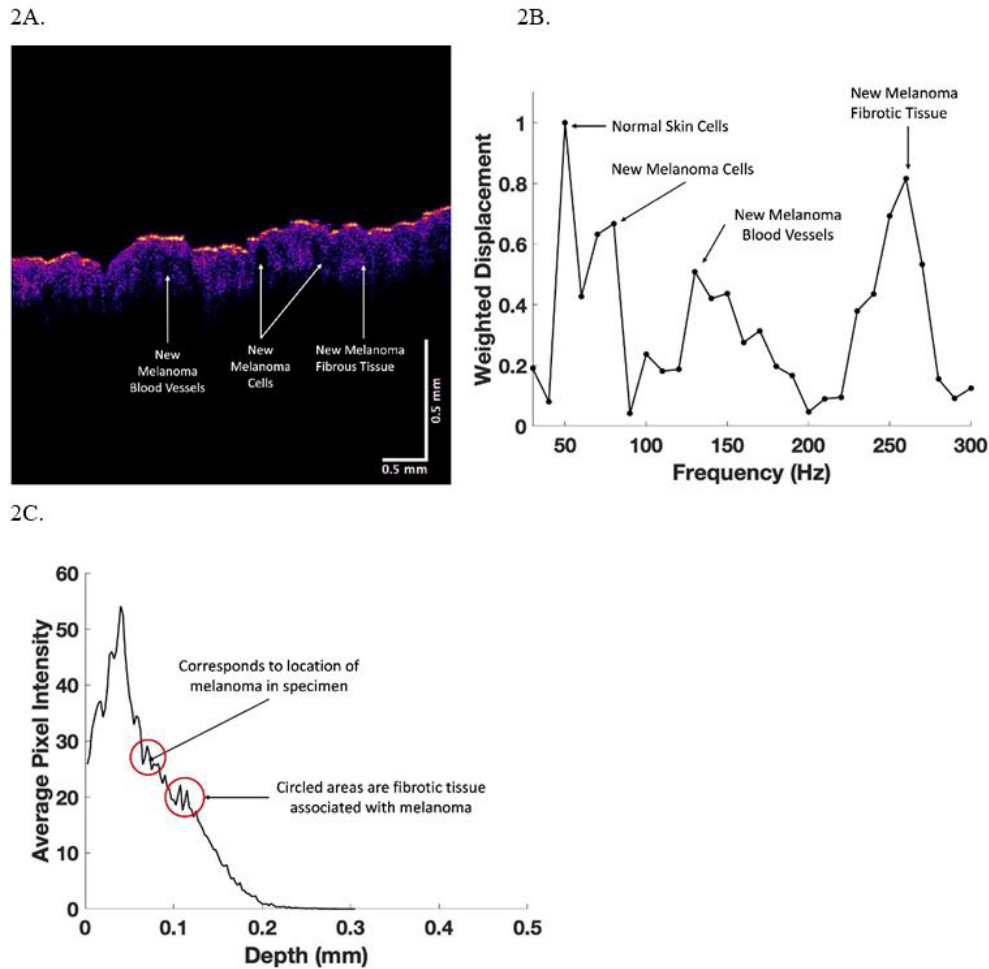 2A.
New
Melanoma
Blood Vessels
New
Melanoma
Cells
New Melanoma
Fibrous Tissue
0.5 mm
0.5 mm
2B.
Weighted Displacement
1
0.8
0.6
0.4
0.2
0
Normal Skin Cells
New Melanoma Cells
New Melanoma
Blood Vessels
New Melanoma
Fibrotic Tissue
50
100
150
200
250
300
Frequency (Hz)
2C.
Average Pixel Intensity
60
50
40
30
20
10
0
Corresponds to location of
melanoma in specimen
Circled areas are fibrotic tissue
associated with melanoma
0
0.1
0.2
0.3
0.4
0.5
Depth (mm)